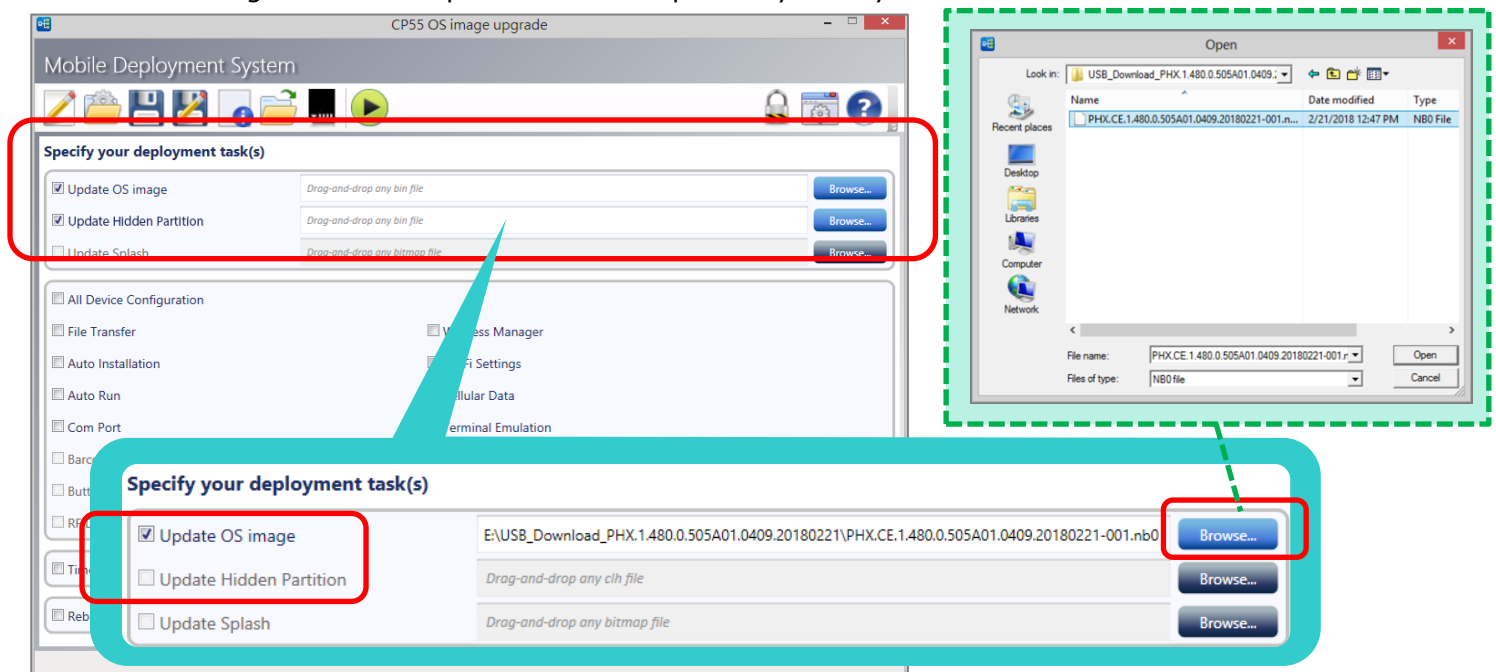 CP55 OS image upgrade
Mobile Deployment System
Specify your deployment task(s)
Update OS image Drag-and-drop any bin file Browse...
Update Hidden Partition Drag-and-drop any bin file Browse...
Update Splash Drag-and-drop any bitmap file Browse...
All Device Configuration
File Transfer ess Manager
Auto Installation Fi Settings
Auto Run llular Data
Com Port erminal Emulation
Barc
Butt
RF
Time
Reb
Open
Look in: USB_Download_PHX.1.480.0.505A01.0409.:
Name Date modified Type
PHX.CE.1.480.0.505A01.0409.20180221-001.n... 2/21/2018 12:47 PM NB0 File
Recent places
Desktop
Libraries
Computer
Network
File name: PHX.CE.1.480.0.505A01.0409.20180221-001.r Open
Files of type: NB0 file Cancel
Specify your deployment task(s)
Update OS image E:\USB_Download_PHX.1.480.0.505A01.0409.20180221\PHX.CE.1.480.0.505A01.0409.20180221-001.nb0 Browse...
Update Hidden Partition Drag-and-drop any clh file Browse...
Update Splash Drag-and-drop any bitmap file Browse...